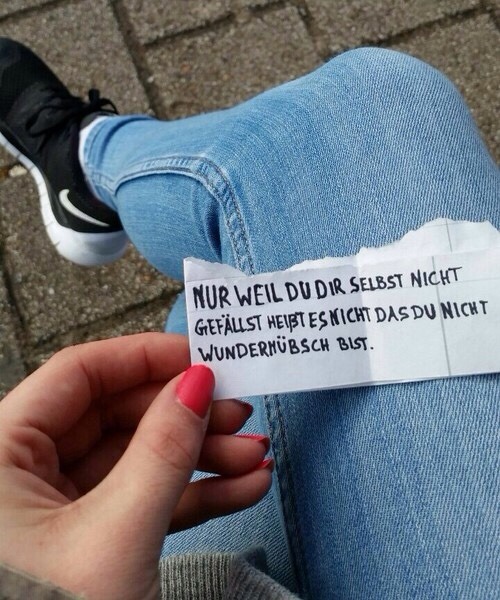 NUR WEIL DU DIR SELBST NICHT
GEFÄLLST HEIßT ES NICHT DAS DU NICHT
WUNDERHÜBSCH BIST.